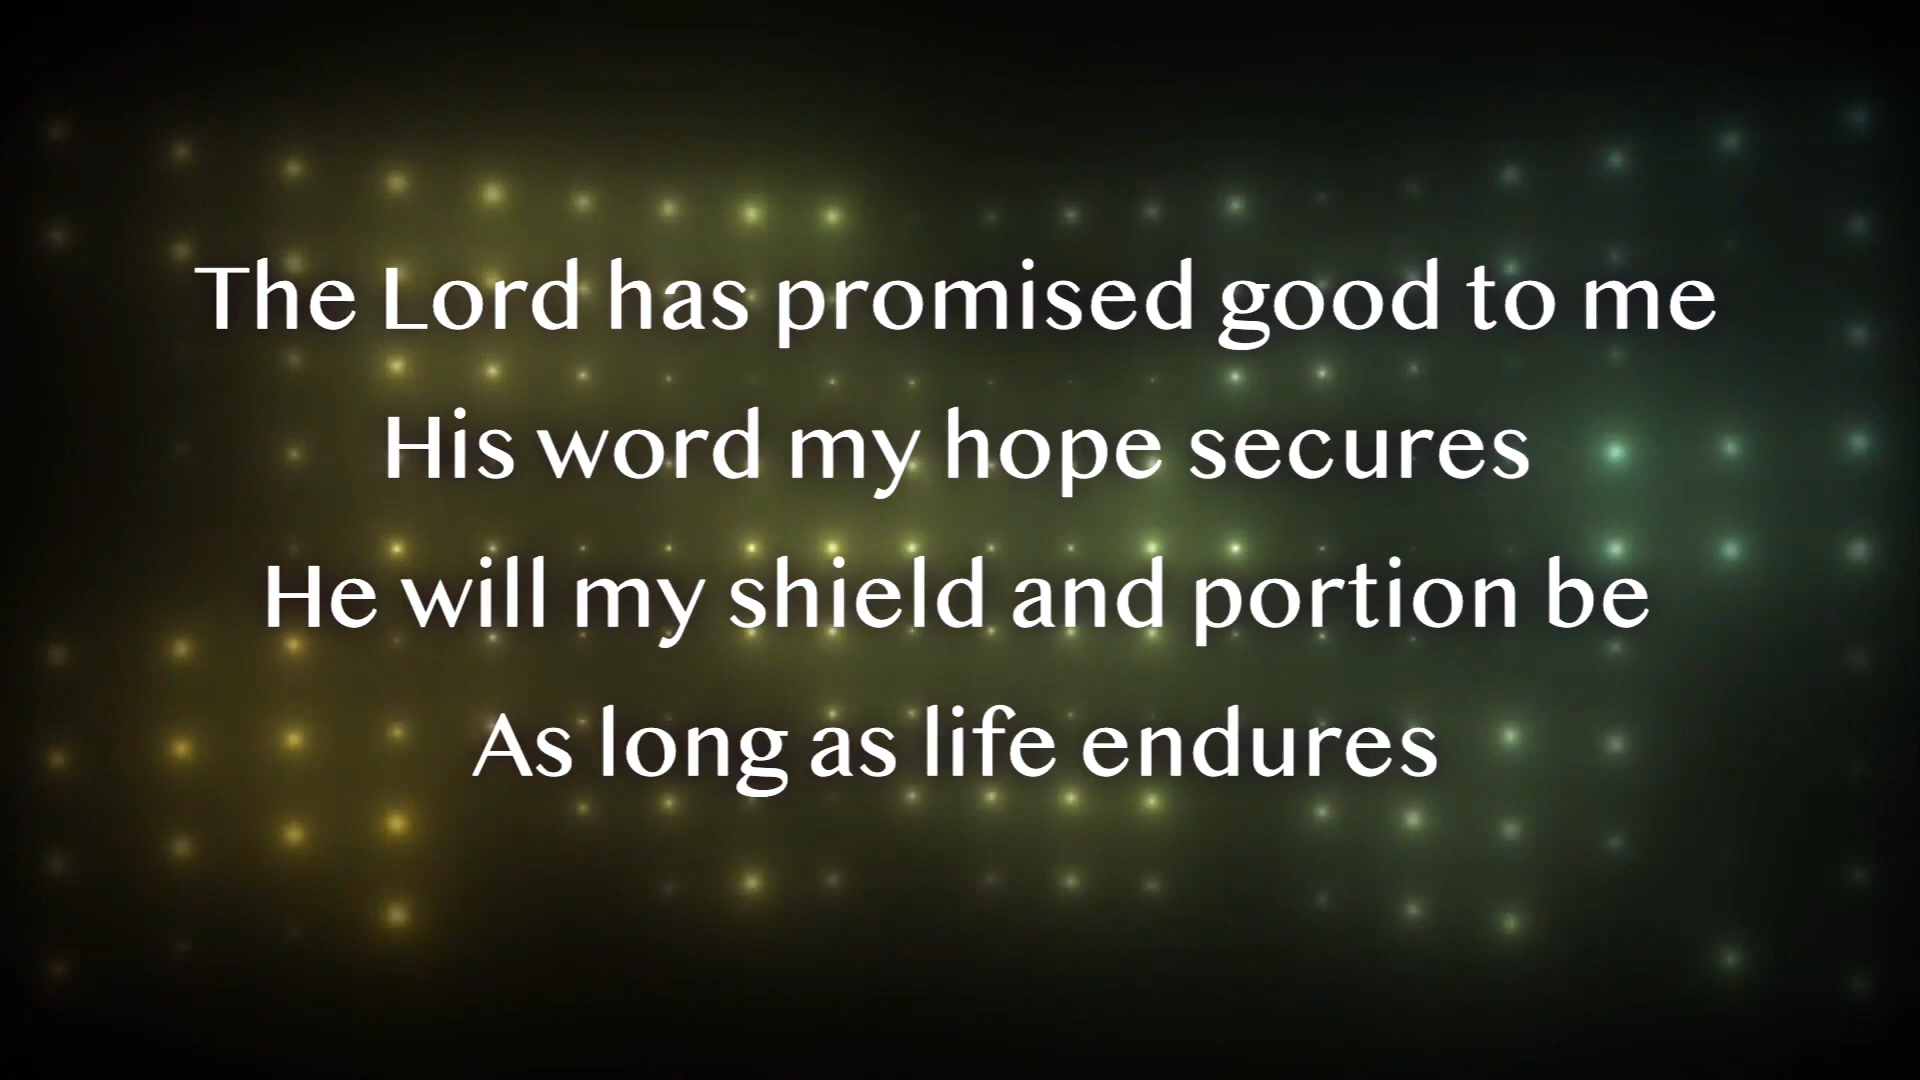 The Lord has promised good to me
His word my hope secures
He will my shield and portion be
As long as life endures